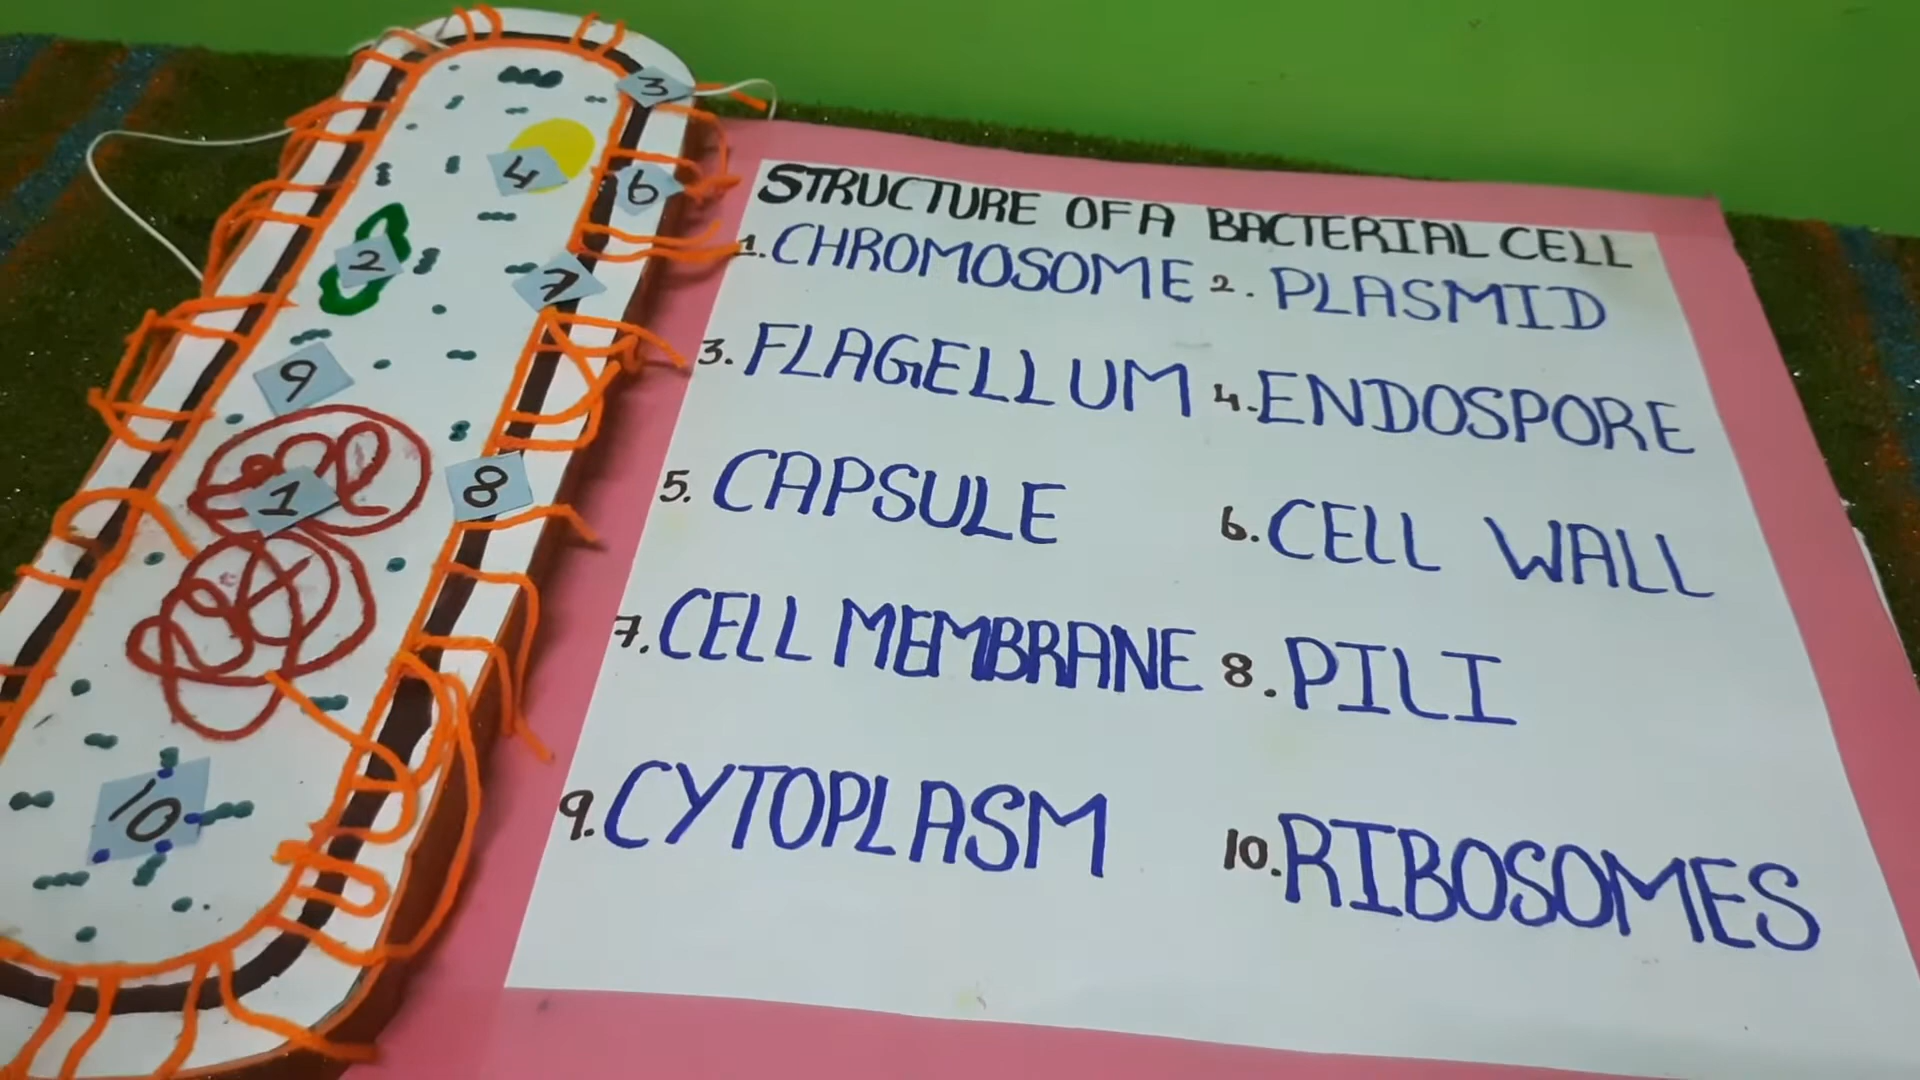 3
4
6
2
7
9
1
8
10
STRUCTURE OF A BACTERIAL CELL
1. CHROMOSOME 2. PLASMID
3. FLAGELLUM 4. ENDOSPORE
5. CAPSULE 6. CELL WALL
7. CELL MEMBRANE 8. PILI
9. CYTOPLASM 10. RIBOSOMES